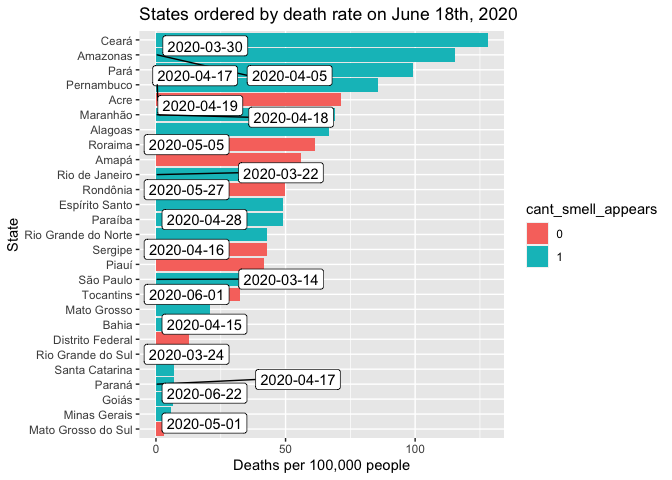 States ordered by death rate on June 18th, 2020
State
Ceará
2020-03-30
Amazonas
Pará
2020-04-17
2020-04-05
Pernambuco
Acre
2020-04-19
Maranhão
2020-04-18
Alagoas
Roraima
2020-05-05
Amapá
Rio de Janeiro
2020-03-22
Rondônia
2020-05-27
Espírito Santo
Paraíba
2020-04-28
Rio Grande do Norte
Sergipe
2020-04-16
Piauí
São Paulo
2020-03-14
Tocantins
2020-06-01
Mato Grosso
Bahia
2020-04-15
Distrito Federal
Rio Grande do Sul
2020-03-24
Santa Catarina
Paraná
2020-04-17
Goiás
2020-06-22
Minas Gerais
Mato Grosso do Sul
2020-05-01
0
50
100
Deaths per 100,000 people
cant_smell_appears
0
1